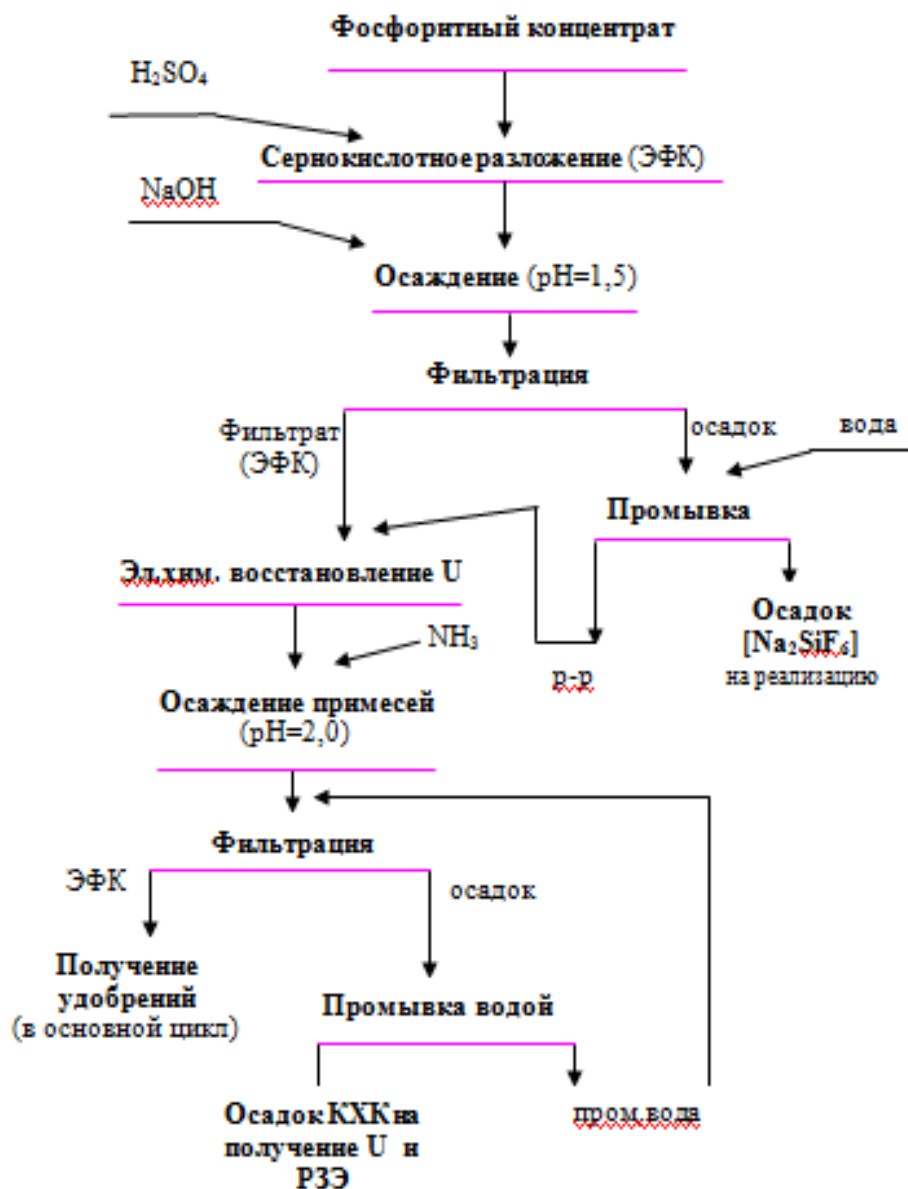 Фосфоритный концентрат
H₂SO₄
Сернокислотное разложение (ЭФК)
NaOH
Осаждение (pH=1,5)
Фильтрация
Фильтрат
(ЭФК)
осадок
вода
Промывка
Эл.хим. восстановление U
Осадок
[Na₂SiF₆]
на реализацию
NH₃
р-р
Осаждение примесей
(pH=2,0)
Фильтрация
ЭФК
осадок
Получение
удобрений
(в основной цикл)
Промывка водой
Осадок КХК на
получение U и
РЗЭ
пром.вода